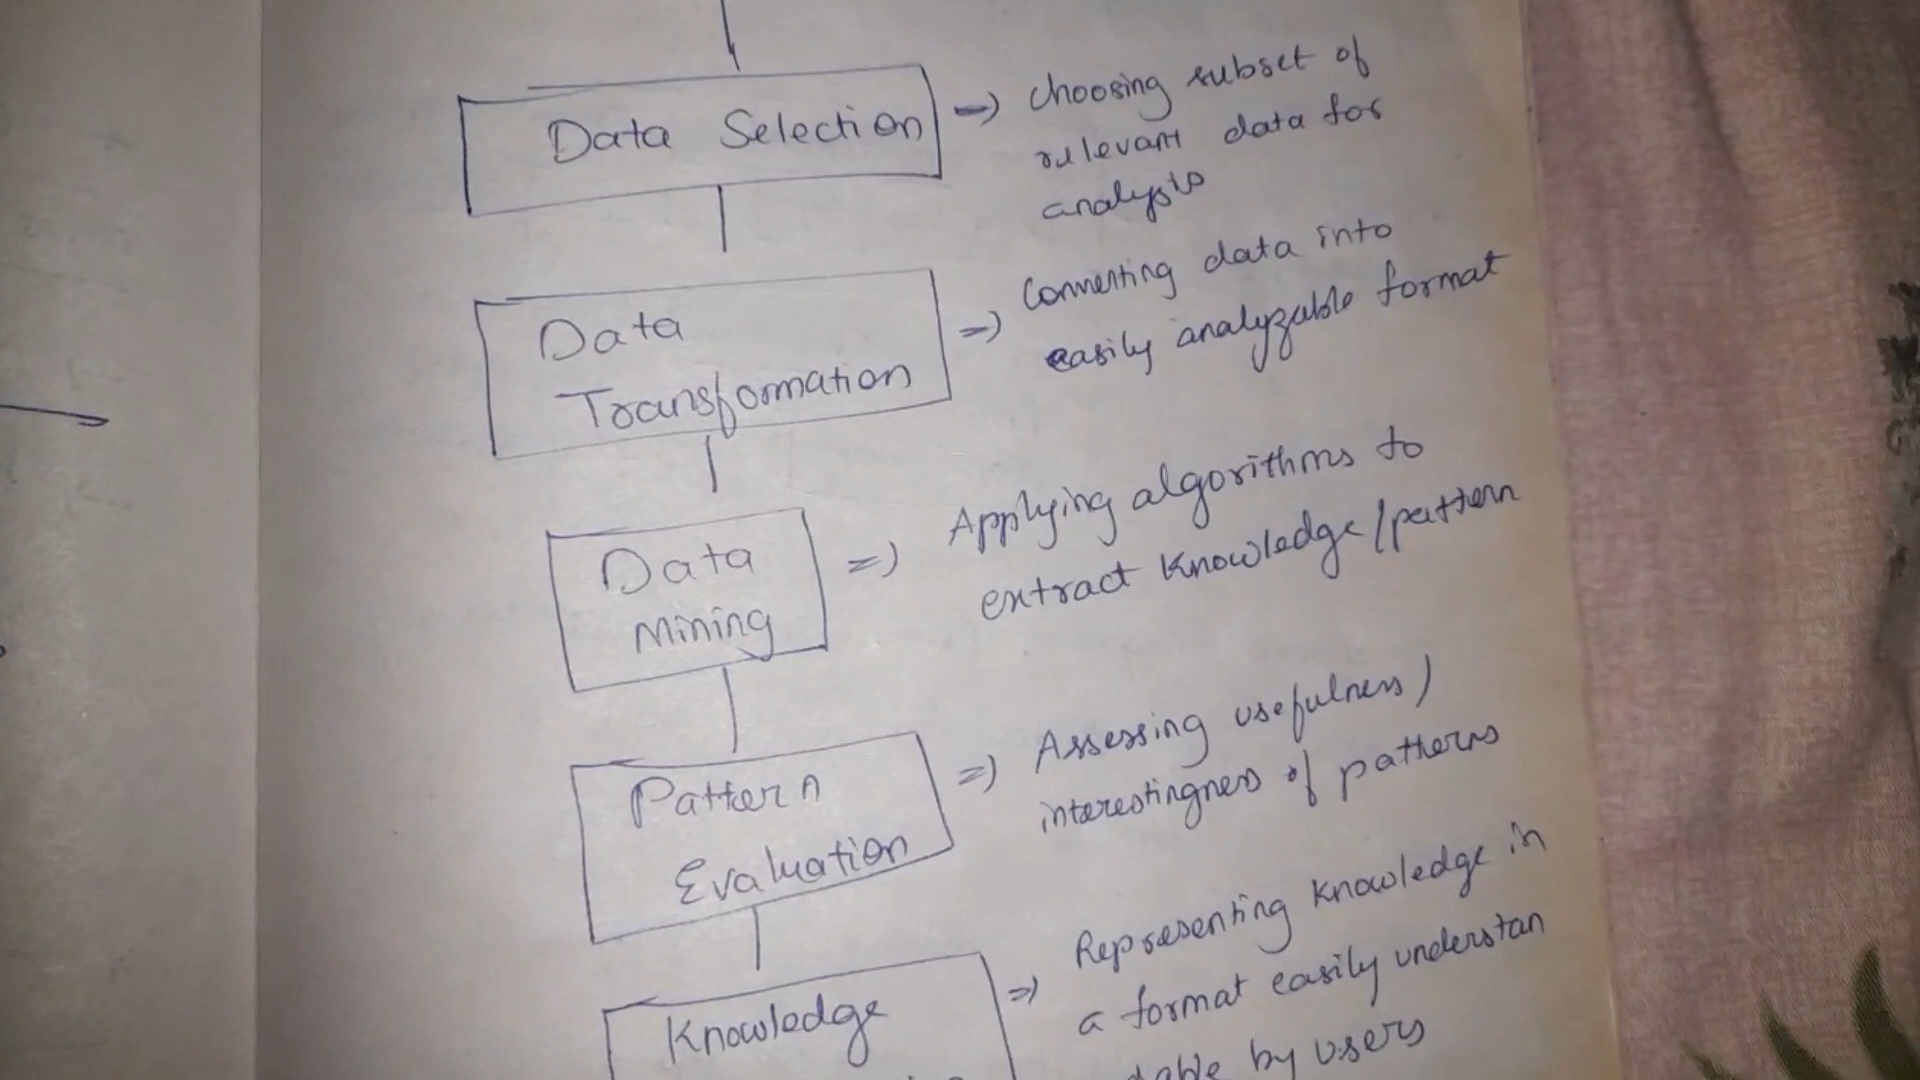 Data Selection => choosing subset of
relevant data for
analysis
Data
Transformation => Converting data into
easily analyzable format
Data
Mining => Applying algorithms to
extract knowledge/pattern
Pattern
Evaluation => Assessing usefulness/
interestingness of patterns
Knowledge => Representing knowledge in
a format easily understan
dable by users